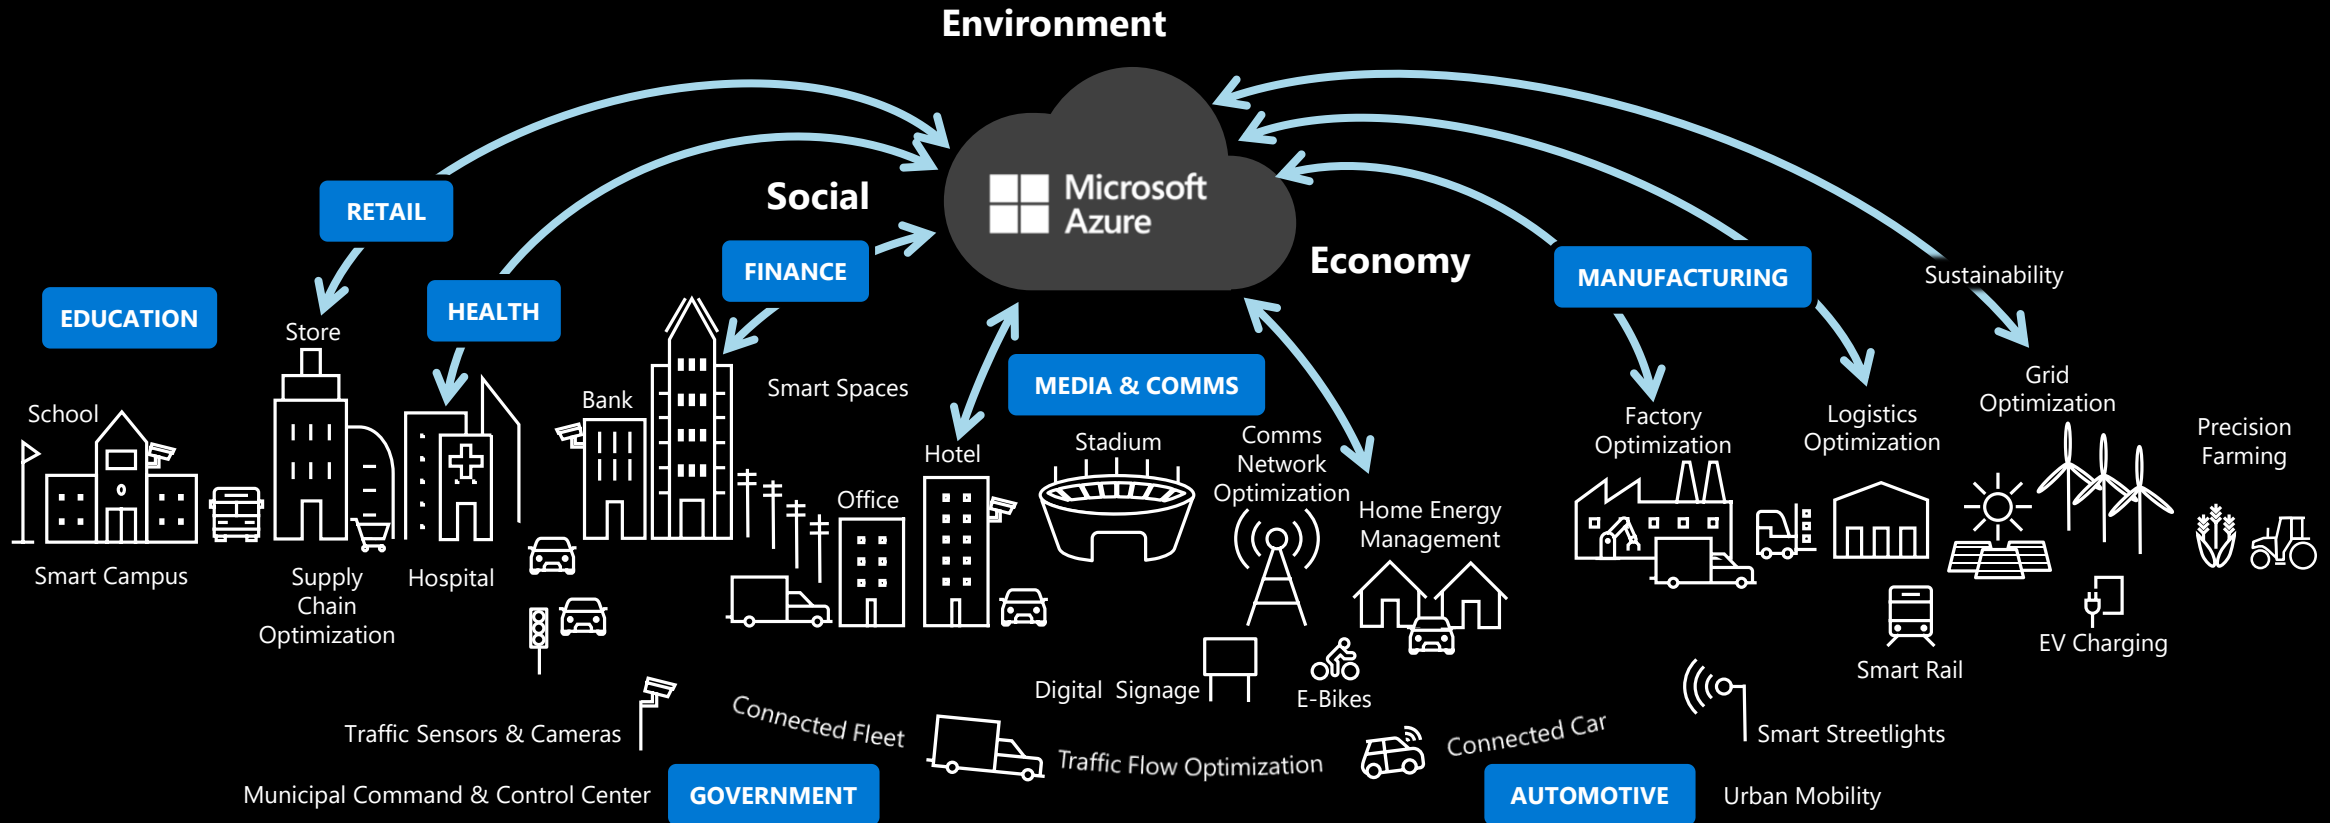 Environment
Microsoft
Azure
Social
Economy
RETAIL
FINANCE
HEALTH
EDUCATION
MANUFACTURING
Sustainability
MEDIA & COMMS
Store
School
Bank
Smart Spaces
Hotel
Office
Stadium
Comms
Network
Optimization
Home Energy
Management
Factory
Optimization
Logistics
Optimization
Grid
Optimization
Precision
Farming
Smart Campus
Supply
Chain
Optimization
Hospital
EV Charging
Smart Rail
Digital Signage
E-Bikes
Traffic Sensors & Cameras
Connected Fleet
Traffic Flow Optimization
Connected Car
Smart Streetlights
Municipal Command & Control Center
GOVERNMENT
AUTOMOTIVE
Urban Mobility